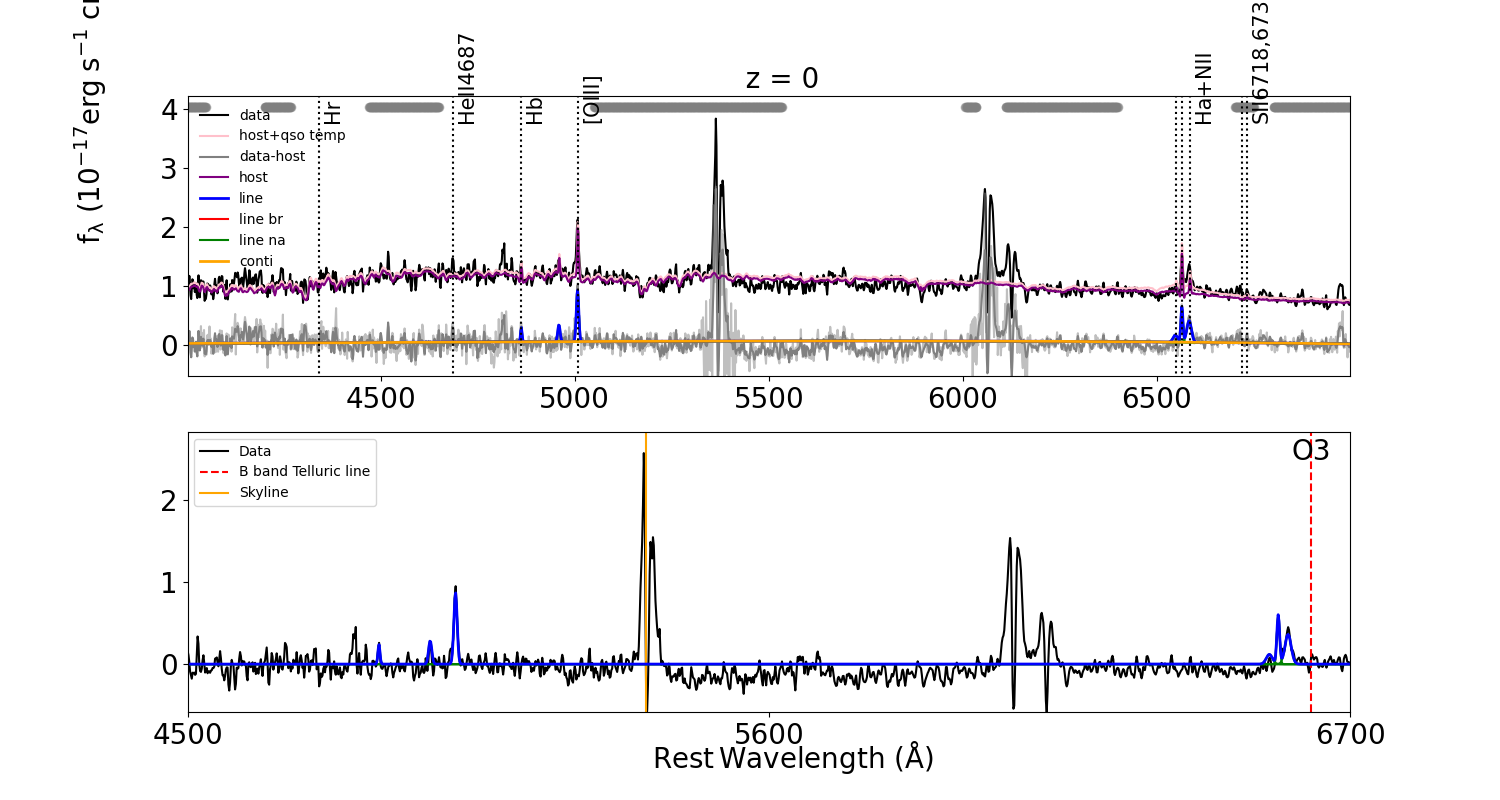 z = 0
f_λ (10^−17 erg s^−1
Hr
HeII4687
Hb
[OIII]
Ha+NII
SII6718,673
data
host+qso temp
data-host
host
line
line br
line na
conti
4
3
2
1
0
4500
5000
5500
6000
6500
Data
B band Telluric line
Skyline
O3
2
1
0
4500
5600
6700
Rest Wavelength (Å)